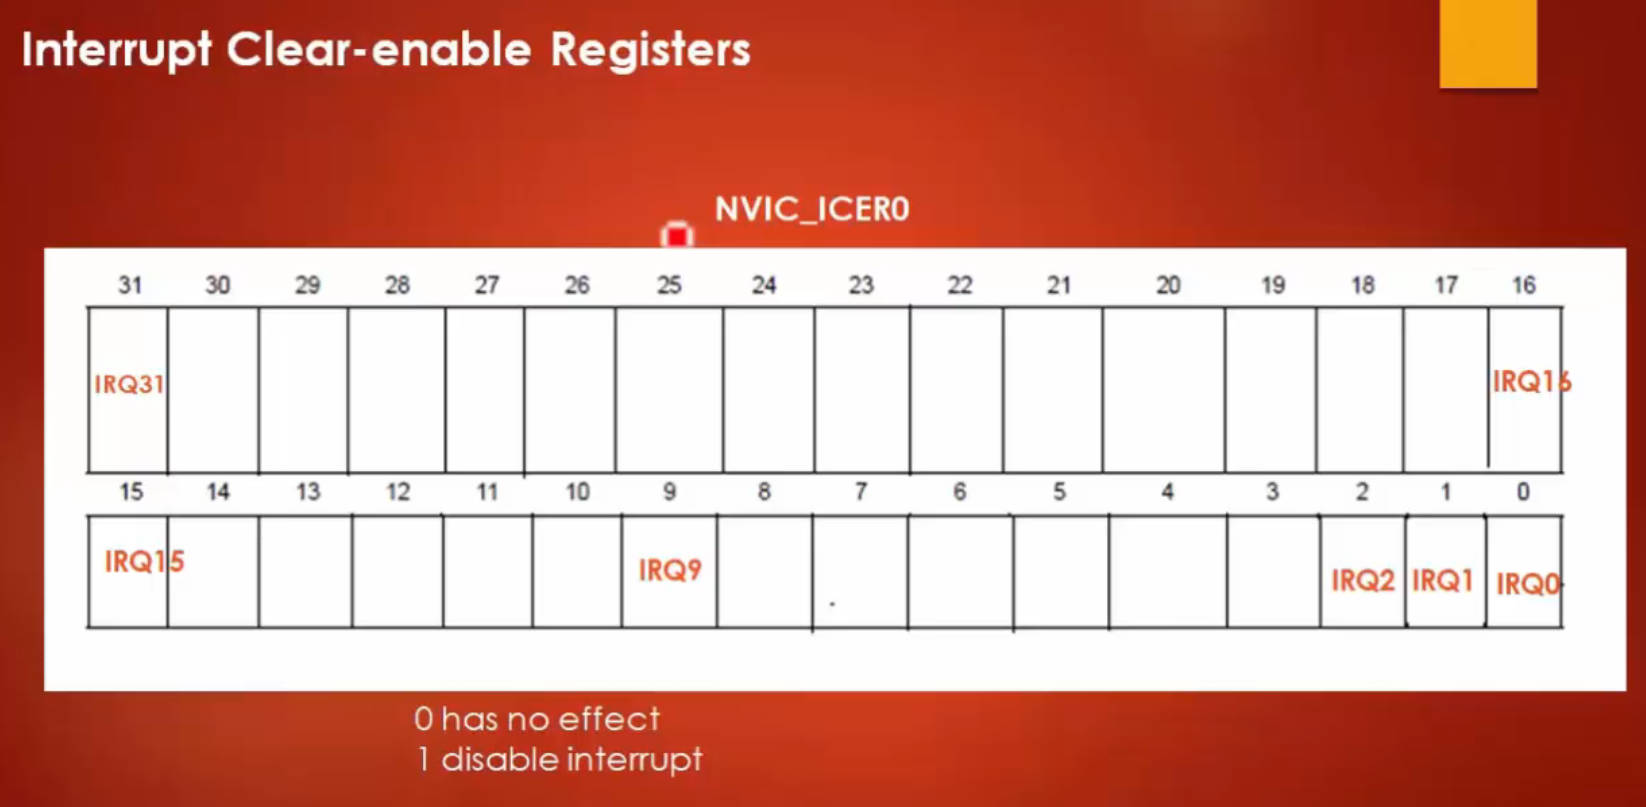 Interrupt Clear-enable Registers
NVIC_ICER0
31 30 29 28 27 26 25 24 23 22 21 20 19 18 17 16
IRQ31 IRQ16
15 14 13 12 11 10 9 8 7 6 5 4 3 2 1 0
IRQ15 IRQ9 IRQ2 IRQ1 IRQ0
0 has no effect
1 disable interrupt